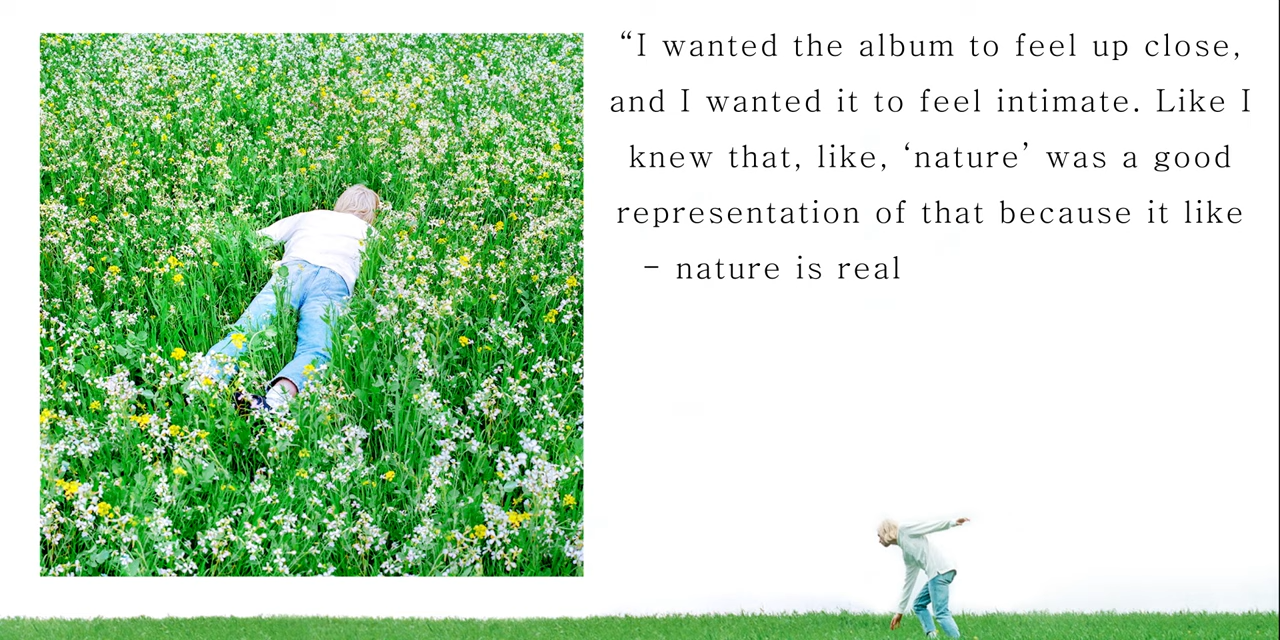 “I wanted the album to feel up close,
and I wanted it to feel intimate. Like I
knew that, like, ‘nature’ was a good
representation of that because it like
– nature is real